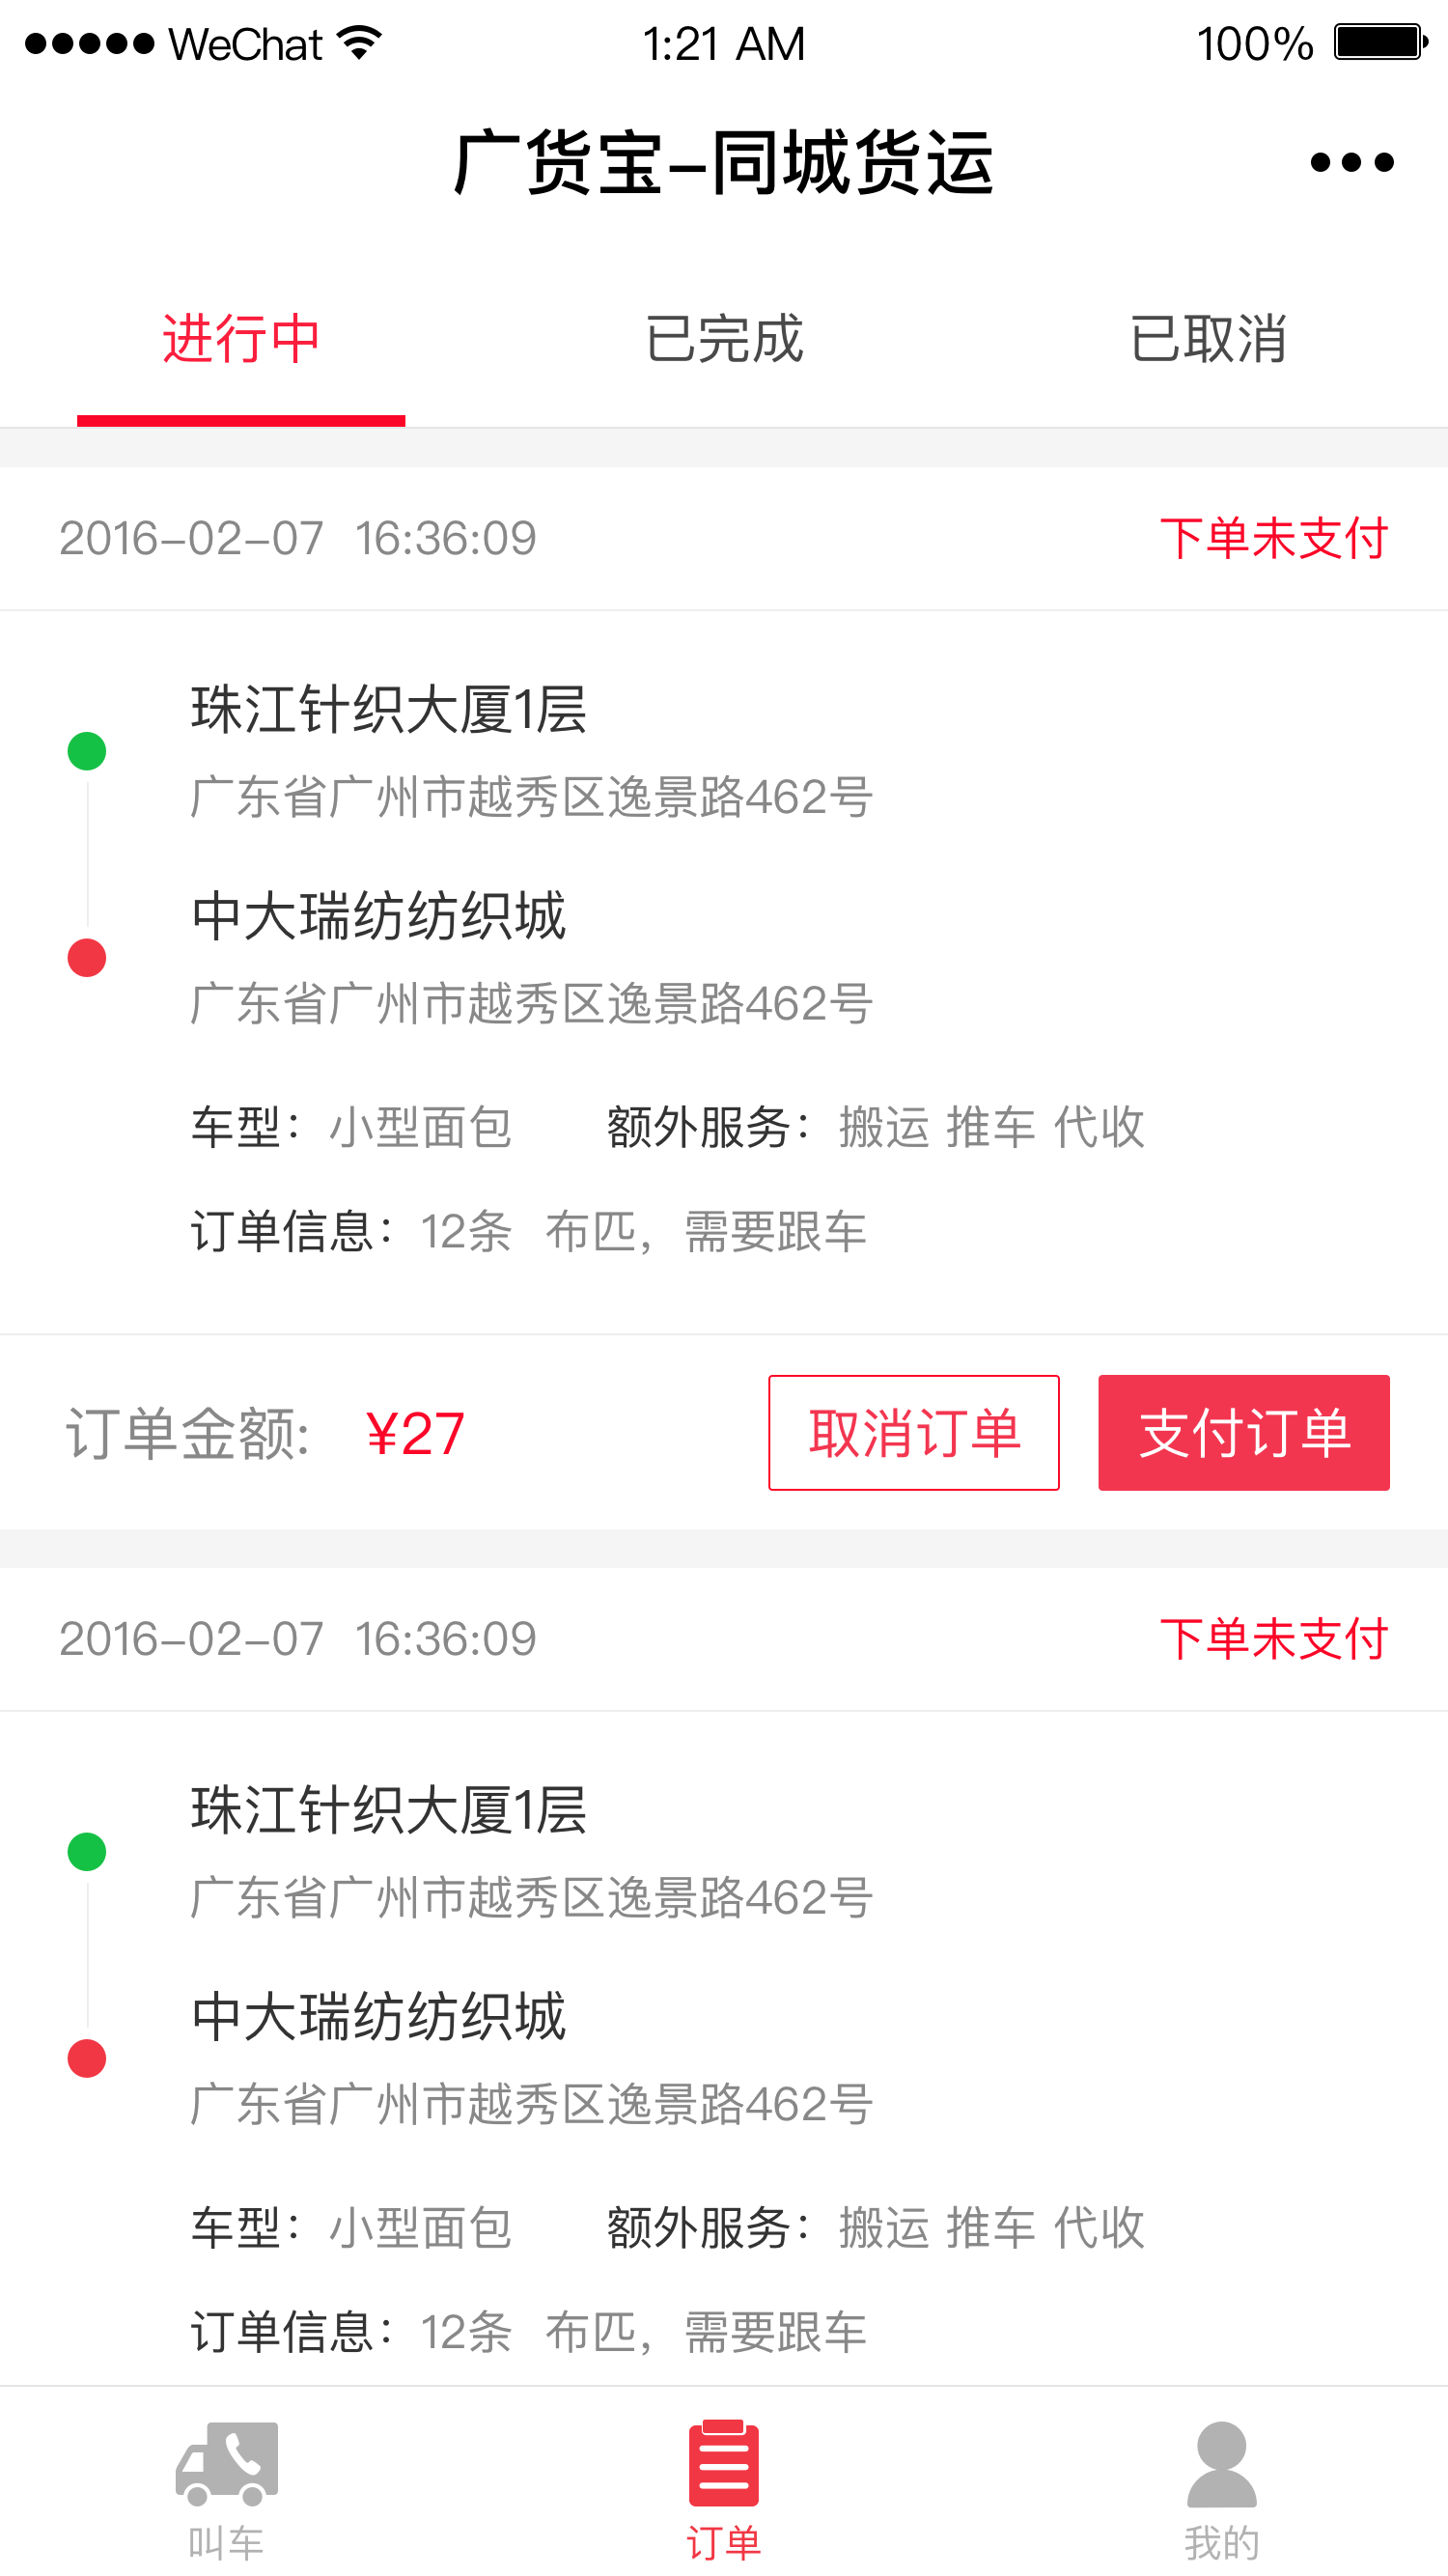 WeChat 1:21 AM 100%
广货宝-同城货运
进行中 已完成 已取消
2016-02-07 16:36:09 下单未支付
珠江针织大厦1层
广东省广州市越秀区逸景路462号
中大瑞纺纺织城
广东省广州市越秀区逸景路462号
车型：小型面包 额外服务：搬运 推车 代收
订单信息：12条 布匹，需要跟车
订单金额: ¥27 取消订单 支付订单
2016-02-07 16:36:09 下单未支付
珠江针织大厦1层
广东省广州市越秀区逸景路462号
中大瑞纺纺织城
广东省广州市越秀区逸景路462号
车型：小型面包 额外服务：搬运 推车 代收
订单信息：12条 布匹，需要跟车
叫车 订单 我的